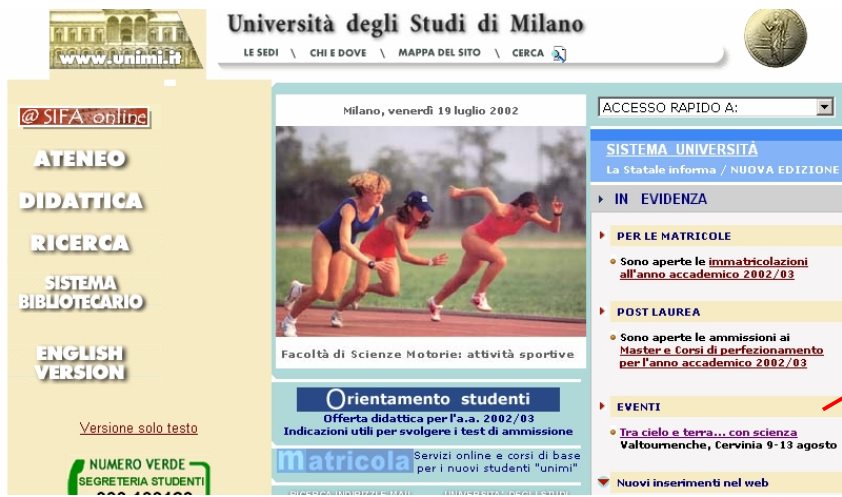 www.unimi.it
Università degli Studi di Milano
LE SEDI \ CHI E DOVE \ MAPPA DEL SITO \ CERCA
@ SIFA online
ATENEO
DIDATTICA
RICERCA
SISTEMA
BIBLIOTECARIO
ENGLISH
VERSION
Versione solo testo
NUMERO VERDE
SEGRETERIA STUDENTI
Milano, venerdì 19 luglio 2002
Facoltà di Scienze Motorie: attività sportive
Orientamento studenti
Offerta didattica per l'a.a. 2002/03
Indicazioni utili per svolgere i test di ammissione
Matricola Servizi online e corsi di base
per i nuovi studenti "unimi"
ACCESSO RAPIDO A:
SISTEMA UNIVERSITÀ
La Statale informa / NUOVA EDIZIONE
IN EVIDENZA
PER LE MATRICOLE
Sono aperte le immatricolazioni
all'anno accademico 2002/03
POST LAUREA
Sono aperte le ammissioni ai
Master e Corsi di perfezionamento
per l'anno accademico 2002/03
EVENTI
Tra cielo e terra... con scienza
Valtournenche, Cervinia 9-13 agosto
Nuovi inserimenti nel web